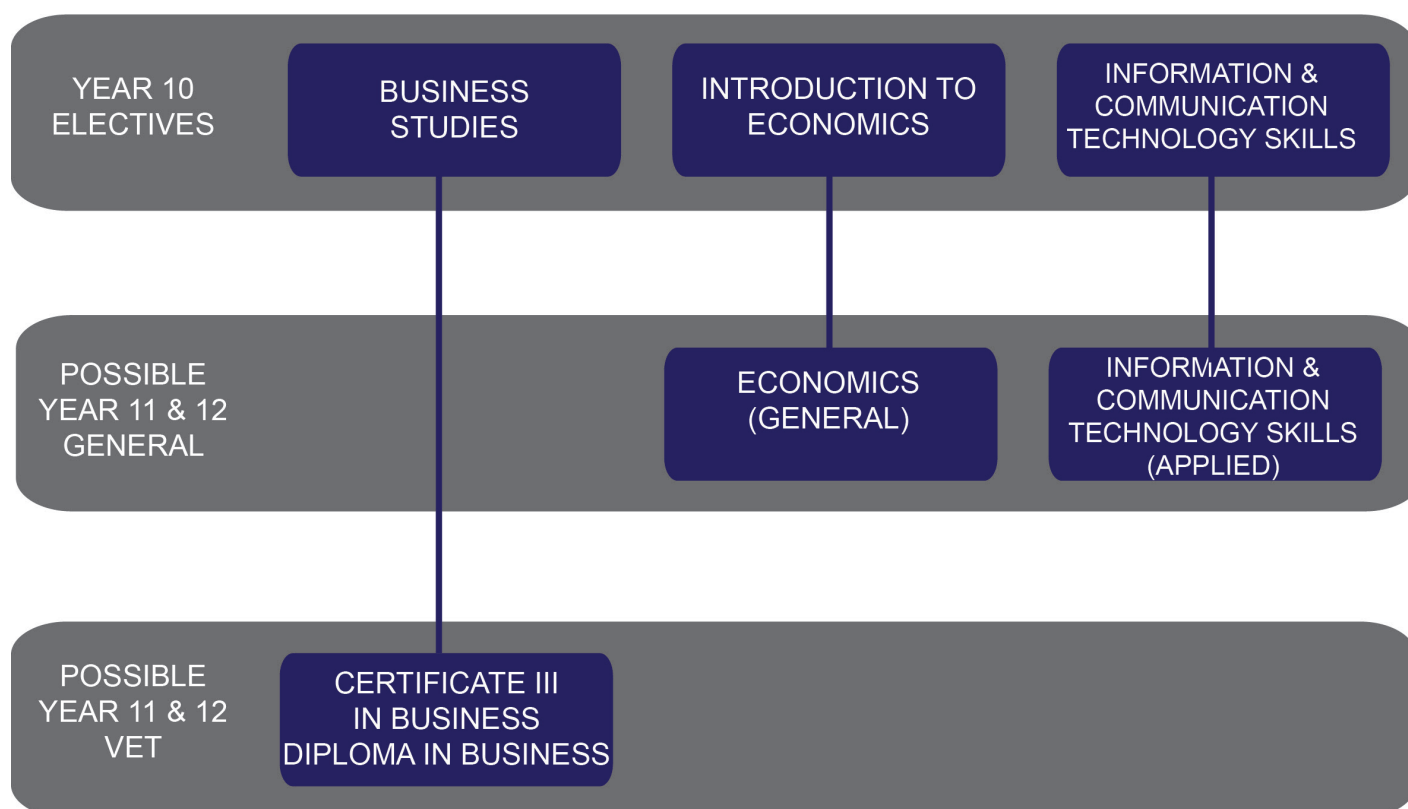 YEAR 10
ELECTIVES
BUSINESS
STUDIES
INTRODUCTION TO
ECONOMICS
INFORMATION &
COMMUNICATION
TECHNOLOGY SKILLS
POSSIBLE
YEAR 11 & 12
GENERAL
ECONOMICS
(GENERAL)
INFORMATION &
COMMUNICATION
TECHNOLOGY SKILLS
(APPLIED)
POSSIBLE
YEAR 11 & 12
VET
CERTIFICATE III
IN BUSINESS
DIPLOMA IN BUSINESS